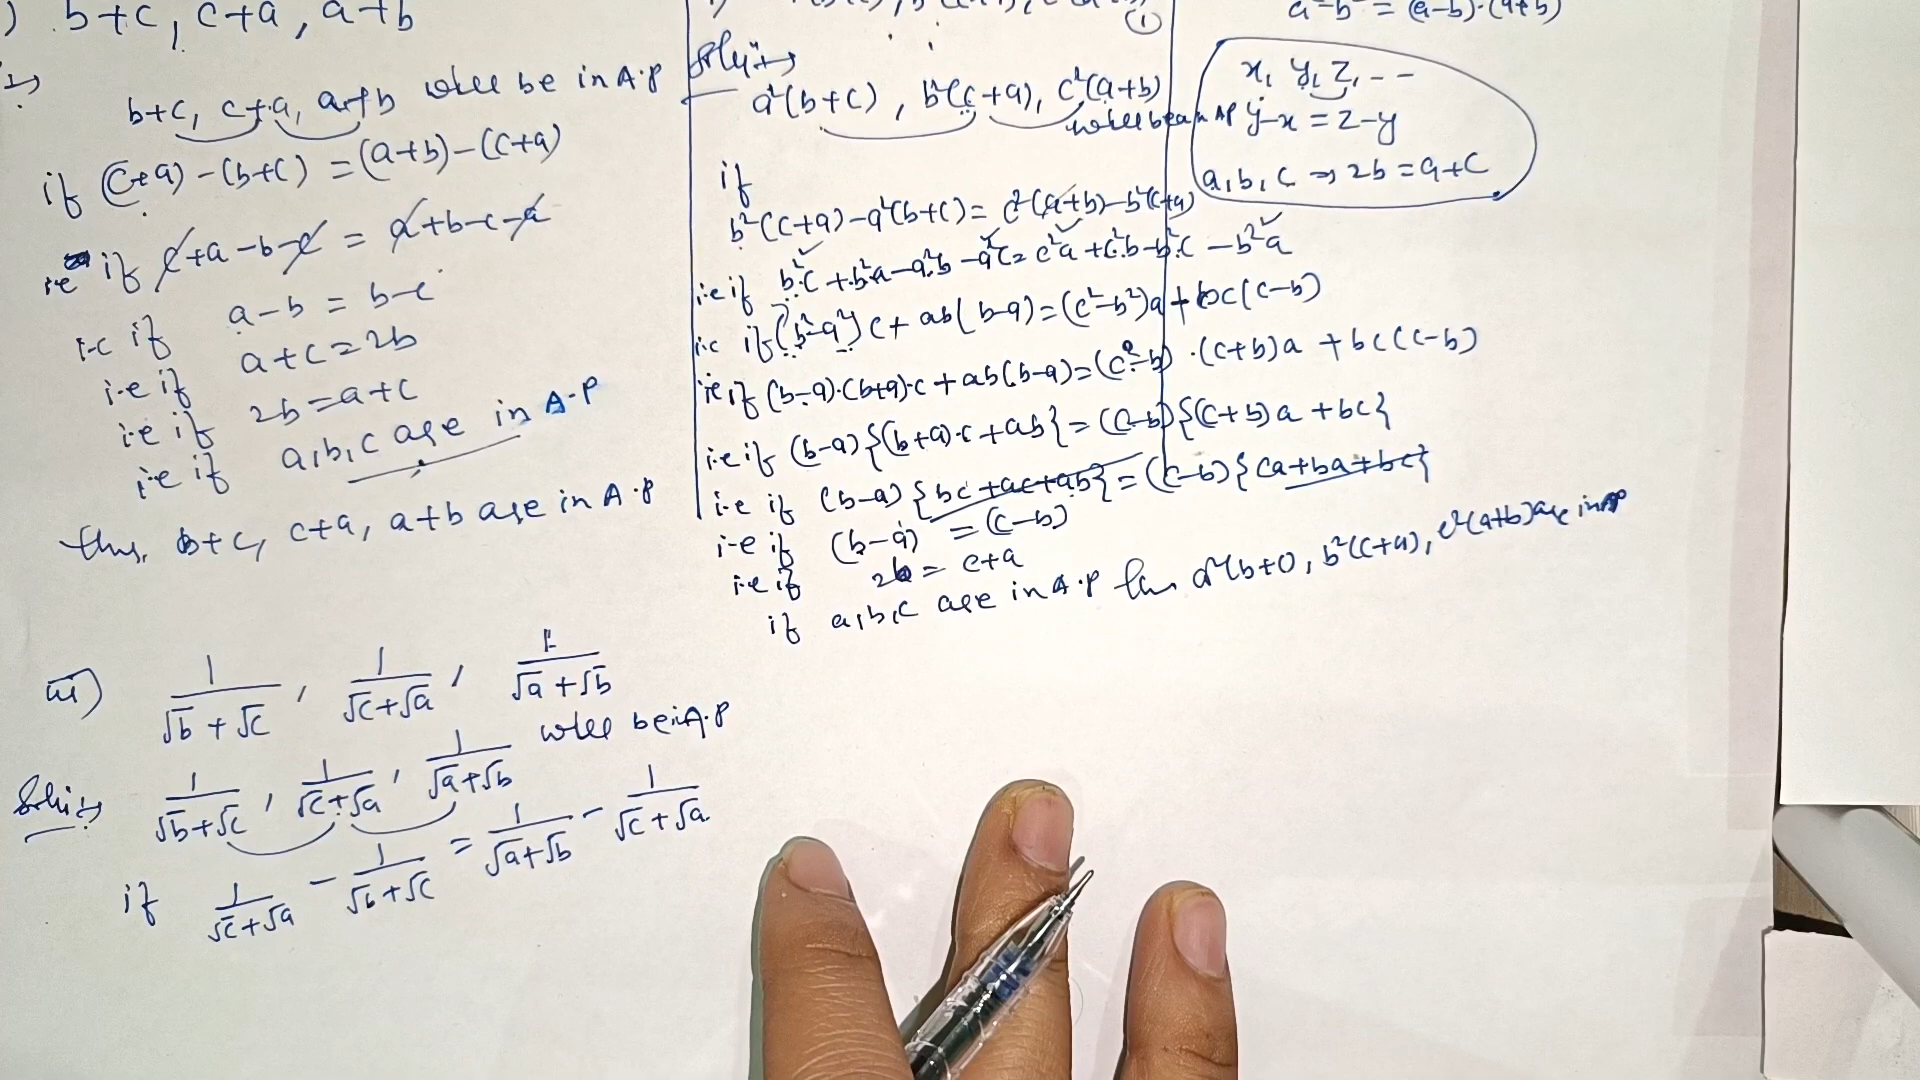 ) b+c, c+a, a+b
b+c, c+a, a+b will be in A.P
if (c+a) -(b+c) = (a+b)-(c+a)
i.e if c+a-b-c = a+b-c-a
i.e if a-b = b-c
i.e if a+c=2b
i.e if 2b=a+c
i.e if a,b,c are in A.P
thus, b+c, c+a, a+b are in A.P
(1)
Soln:→
a²(b+c), b²(c+a), c²(a+b)
will be in AP
if
b²(c+a)-a²(b+c)= c²(a+b)-b²(c+a)
i.e if b²c+b²a-a²b-a²c= c²a+c²b-b²c-b²a
i.e if (b²-a²)c+ab(b-a)=(c²-b²)a+bc(c-b)
i.e if (b-a).(b+a).c+ab(b-a)=(c-b).(c+b)a+bc(c-b)
i.e if (b-a){(b+a).c+ab}=(c-b){(c+b)a+bc}
i.e if (b-a){bc+ac+ab}=(c-b){ca+ba+bc}
i.e if (b-a) =(c-b)
i.e if 2b= c+a
if a,b,c are in A.P thn a²(b+c), b²(c+a), c²(a+b) are in AP
a²-b² = (a-b).(a+b)
x, y, z, --
y-x = z-y
a,b,c ⇒ 2b=a+c
iii) 1/(√b+√c), 1/(√c+√a), 1/(√a+√b)
Soln:→ 1/(√b+√c), 1/(√c+√a), 1/(√a+√b) will be in A.P
if 1/(√c+√a) - 1/(√b+√c) = 1/(√a+√b) - 1/(√c+√a)